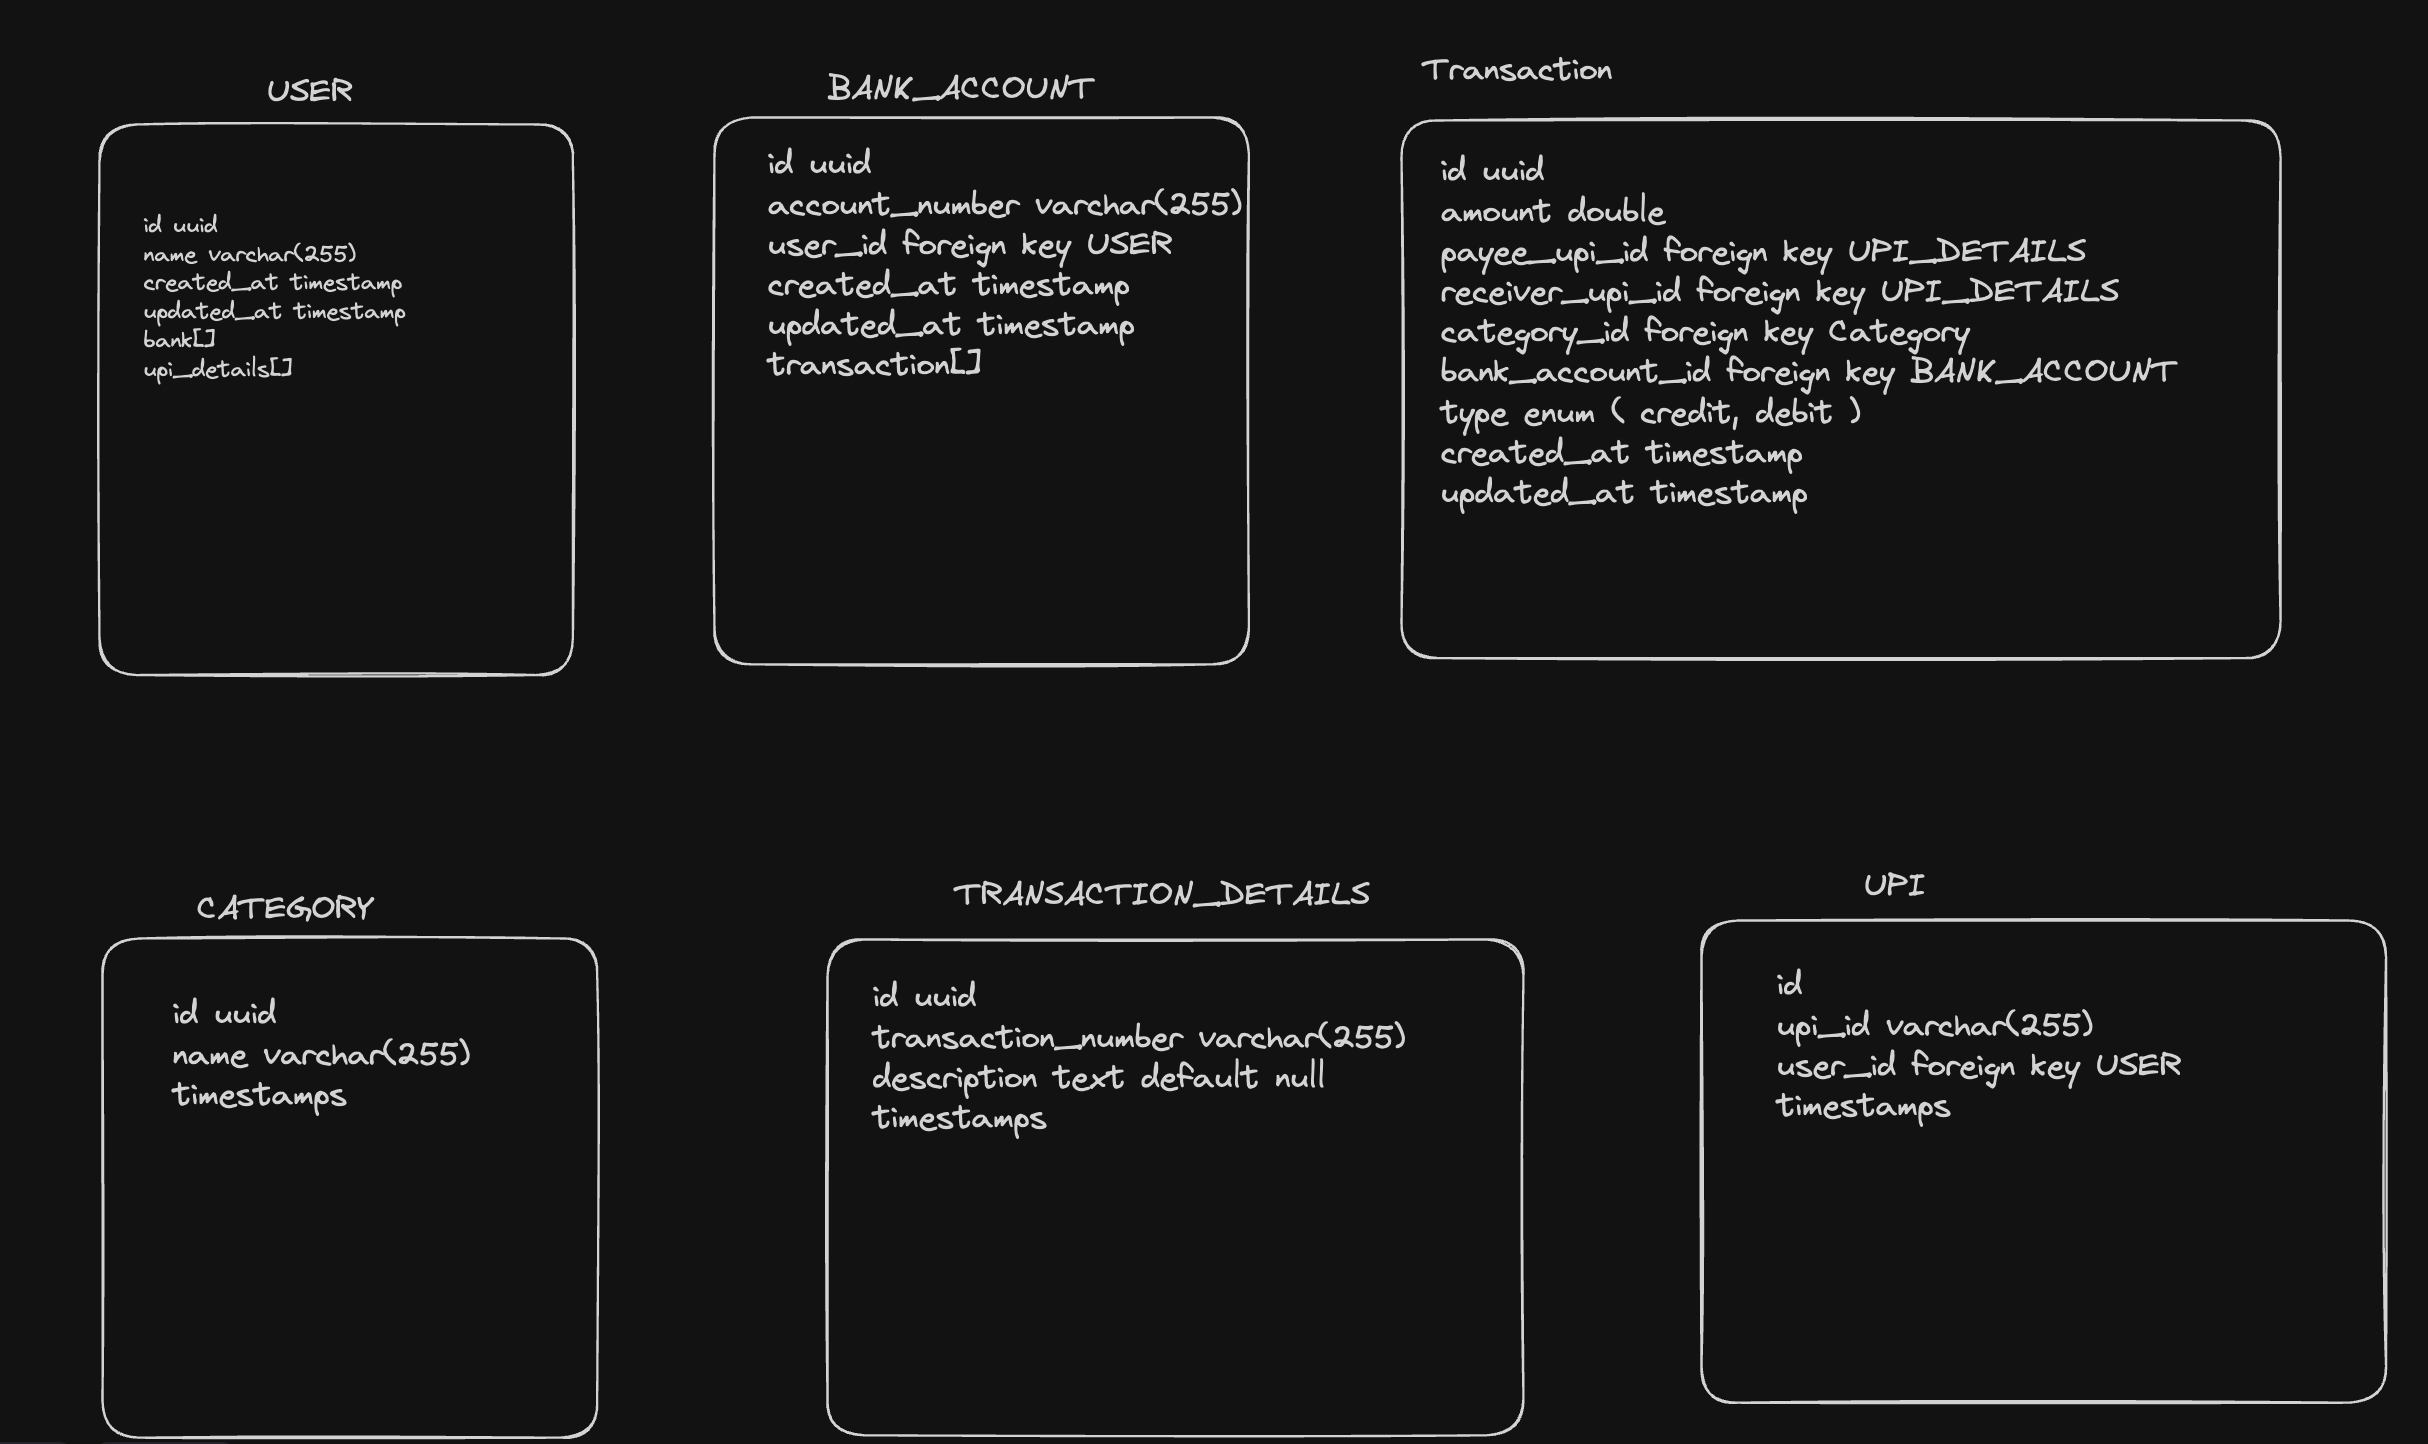 USER
id uuid
name varchar(255)
created_at timestamp
updated_at timestamp
bank[]
upi_details[]
BANK_ACCOUNT
id uuid
account_number varchar(255)
user_id foreign key USER
created_at timestamp
updated_at timestamp
transaction[]
Transaction
id uuid
amount double
payee_upi_id foreign key UPI_DETAILS
receiver_upi_id foreign key UPI_DETAILS
category_id foreign key Category
bank_account_id foreign key BANK_ACCOUNT
type enum ( credit, debit )
created_at timestamp
updated_at timestamp
CATEGORY
id uuid
name varchar(255)
timestamps
TRANSACTION_DETAILS
id uuid
transaction_number varchar(255)
description text default null
timestamps
UPI
id
upi_id varchar(255)
user_id foreign key USER
timestamps